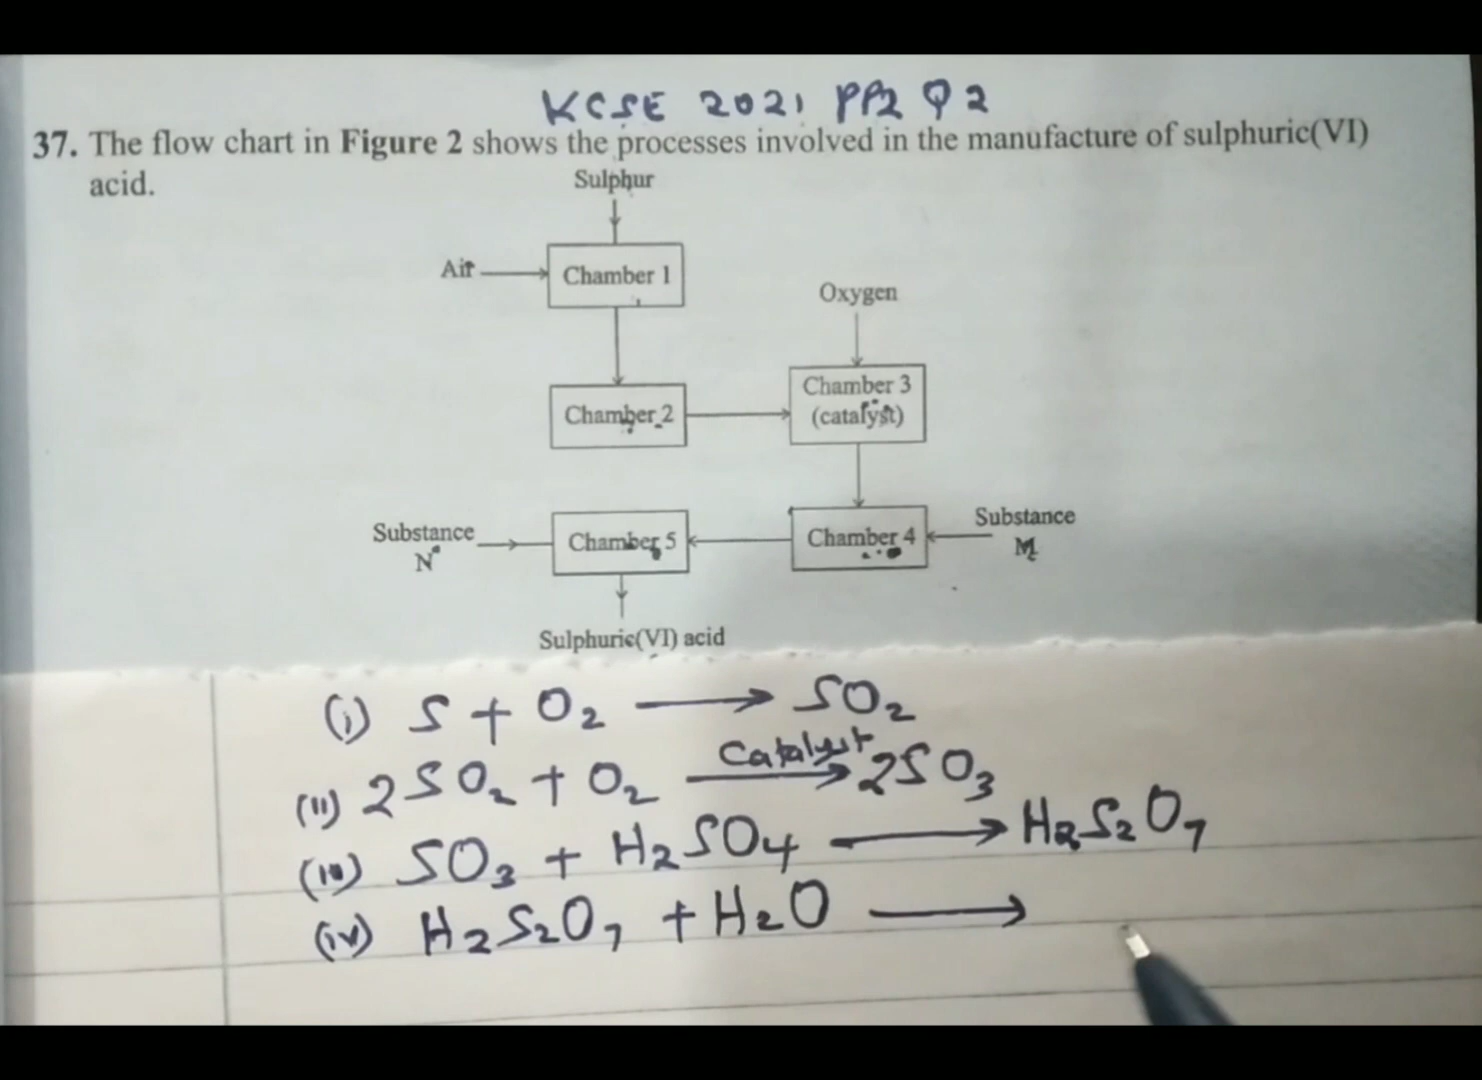 KCSE 2021 PP2 Q2
37. The flow chart in Figure 2 shows the processes involved in the manufacture of sulphuric(VI)
acid.
Sulphur
Air
Chamber 1
Oxygen
Chamber 2
Chamber 3
(catalyst)
Substance
N
Chamber 5
Chamber 4
Substance
M
Sulphuric(VI) acid
(i) S + O₂ → SO₂
(ii) 2SO₂ + O₂ catalyst→ 2SO₃
(iii) SO₃ + H₂SO₄ → H₂S₂O₇
(iv) H₂S₂O₇ + H₂O →